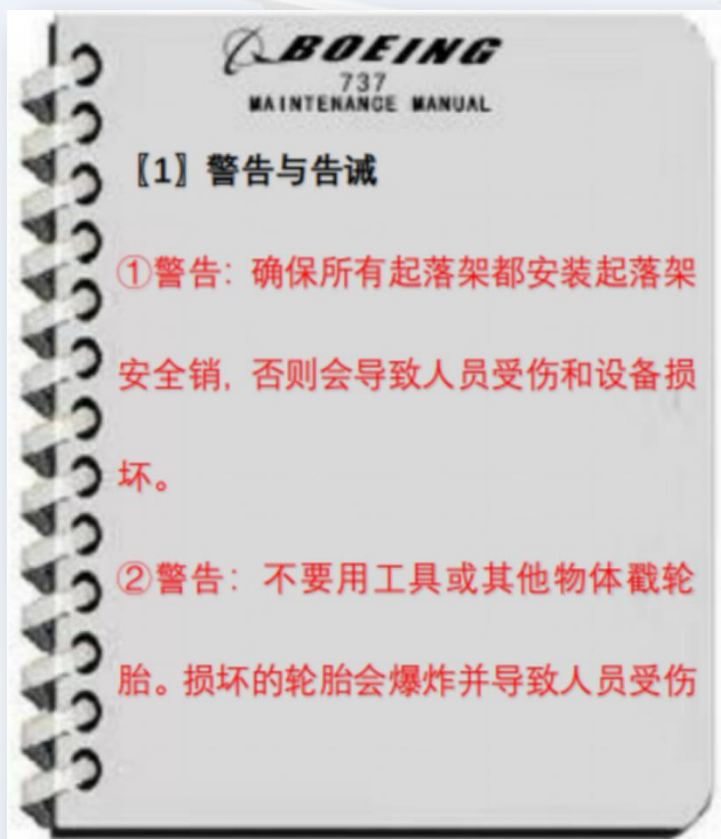 BOEING
737
MAINTENANCE MANUAL
〖1〗警告与告诫
①警告：确保所有起落架都安装起落架
安全销，否则会导致人员受伤和设备损
坏。
②警告：不要用工具或其他物体戳轮
胎。损坏的轮胎会爆炸并导致人员受伤